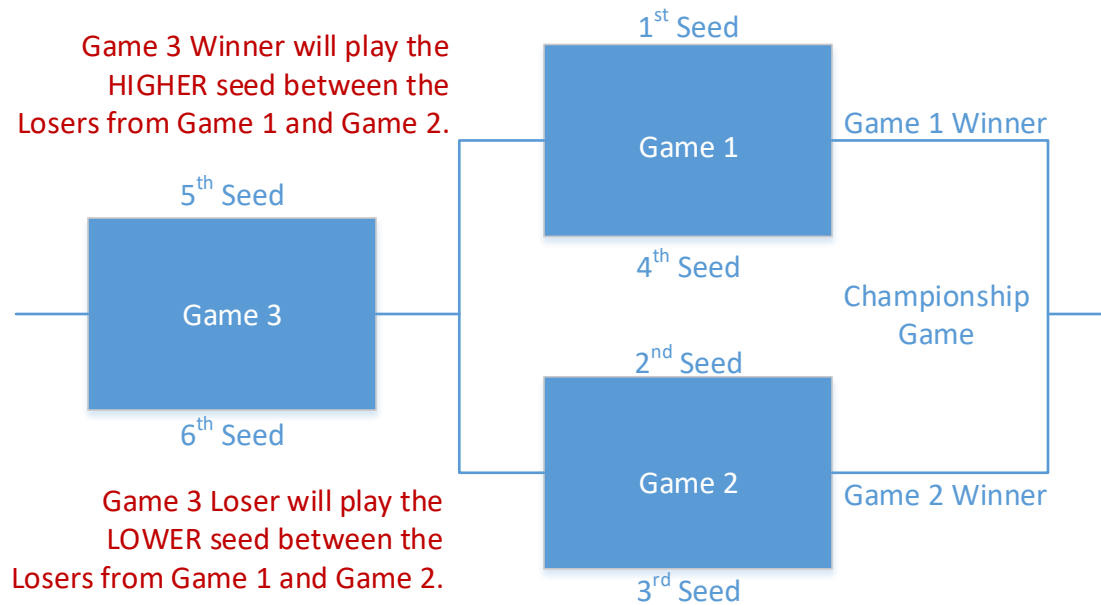 Game 3 Winner will play the
HIGHER seed between the
Losers from Game 1 and Game 2.
1st Seed
Game 1
4th Seed
Game 1 Winner
5th Seed
Game 3
6th Seed
Championship
Game
2nd Seed
Game 2
3rd Seed
Game 2 Winner
Game 3 Loser will play the
LOWER seed between the
Losers from Game 1 and Game 2.